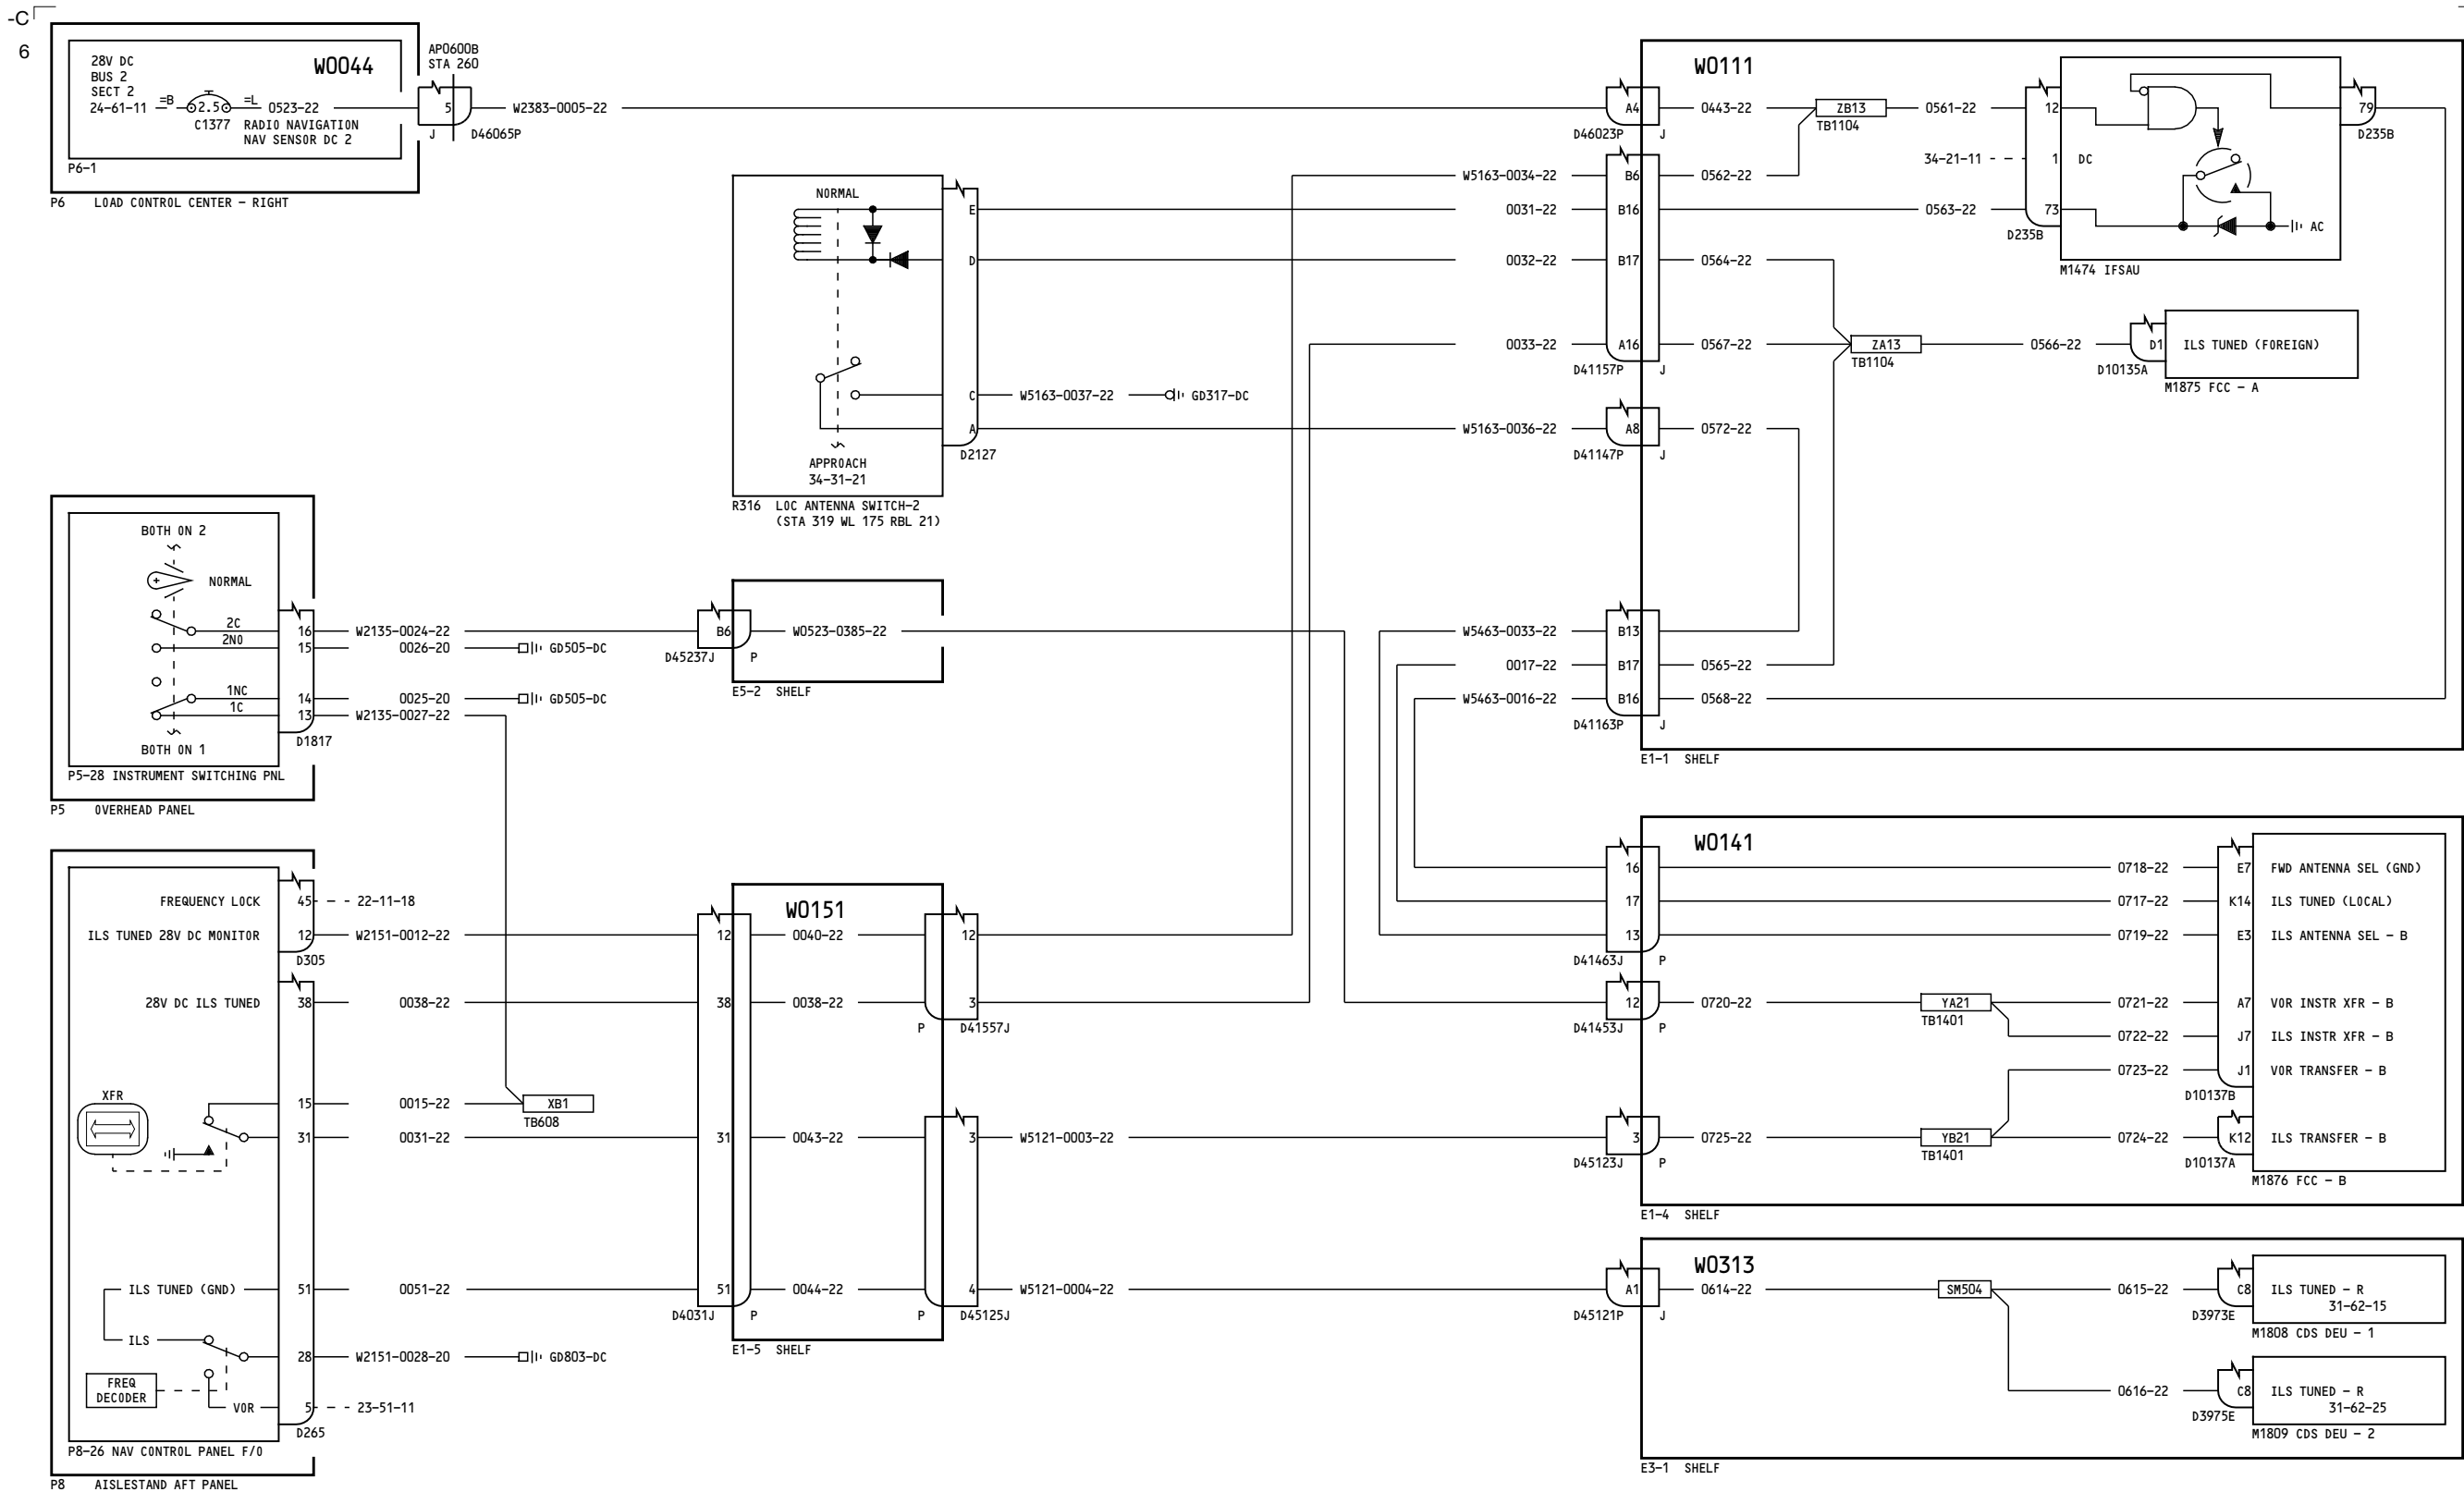 -C
6
28V DC
BUS 2
SECT 2
24-61-11
=B
2.5
=L
0523-22
C1377
RADIO NAVIGATION
NAV SENSOR DC 2
W0044
P6-1
P6 LOAD CONTROL CENTER - RIGHT
AP0600B
STA 260
5
J
D46065P
W2383-0005-22
NORMAL
E
D
C
A
D2127
APPROACH
34-31-21
R316 LOC ANTENNA SWITCH-2
(STA 319 WL 175 RBL 21)
W5163-0037-22
GD317-DC
W5163-0034-22
0031-22
0032-22
0033-22
W5163-0036-22
W5463-0033-22
0017-22
W5463-0016-22
W0111
A4
D46023P
J
0443-22
ZB13
TB1104
0561-22
12
34-21-11
1
DC
0563-22
73
D235B
79
D235B
AC
M1474 IFSAU
B6
0562-22
B16
B17
0564-22
A16
0567-22
D41157P
J
ZA13
TB1104
0566-22
D1
ILS TUNED (FOREIGN)
D10135A
M1875 FCC - A
A8
0572-22
D41147P
J
B13
B17
0565-22
B16
0568-22
D41163P
J
E1-1 SHELF
BOTH ON 2
NORMAL
2C
2NO
1NC
1C
BOTH ON 1
16
15
14
13
D1817
P5-28 INSTRUMENT SWITCHING PNL
P5 OVERHEAD PANEL
W2135-0024-22
0026-20
GD505-DC
0025-20
GD505-DC
W2135-0027-22
B6
D45237J
P
W0523-0385-22
E5-2 SHELF
FREQUENCY LOCK
45
22-11-18
ILS TUNED 28V DC MONITOR
12
W2151-0012-22
D305
28V DC ILS TUNED
38
0038-22
XFR
15
0015-22
XB1
TB608
31
0031-22
ILS TUNED (GND)
51
0051-22
ILS
28
W2151-0028-20
GD803-DC
FREQ
DECODER
VOR
5
23-51-11
D265
P8-26 NAV CONTROL PANEL F/O
P8 AISLESTAND AFT PANEL
W0151
12
0040-22
12
38
0038-22
3
P
D41557J
31
0043-22
3
W5121-0003-22
51
0044-22
4
W5121-0004-22
D4031J
P
P
D45125J
E1-5 SHELF
W0141
16
0718-22
E7
FWD ANTENNA SEL (GND)
17
0717-22
K14
ILS TUNED (LOCAL)
13
0719-22
E3
ILS ANTENNA SEL - B
D41463J
P
12
0720-22
YA21
TB1401
0721-22
A7
VOR INSTR XFR - B
D41453J
P
0722-22
J7
ILS INSTR XFR - B
0723-22
J1
VOR TRANSFER - B
D10137B
3
0725-22
YB21
TB1401
0724-22
K12
ILS TRANSFER - B
D45123J
P
D10137A
M1876 FCC - B
E1-4 SHELF
W0313
A1
0614-22
SM504
0615-22
C8
ILS TUNED - R
31-62-15
D45121P
J
D3973E
M1808 CDS DEU - 1
0616-22
C8
ILS TUNED - R
31-62-25
D3975E
M1809 CDS DEU - 2
E3-1 SHELF